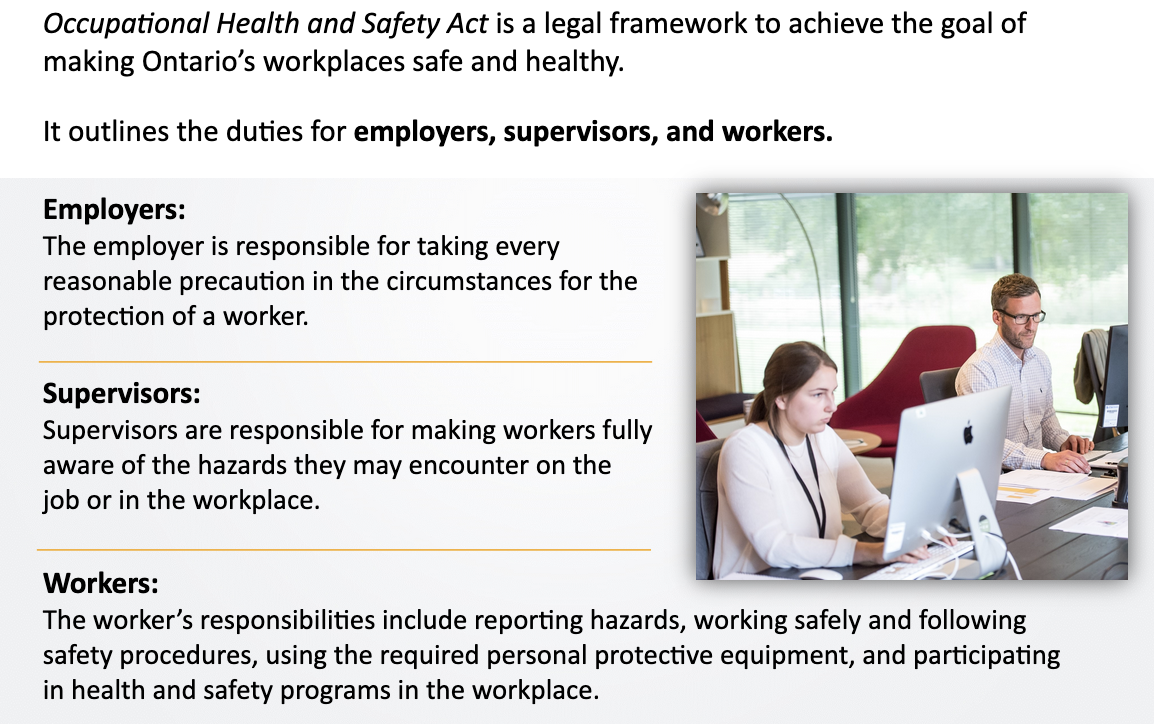 Occupational Health and Safety Act is a legal framework to achieve the goal of
making Ontario’s workplaces safe and healthy.
It outlines the duties for employers, supervisors, and workers.
Employers:
The employer is responsible for taking every
reasonable precaution in the circumstances for the
protection of a worker.
Supervisors:
Supervisors are responsible for making workers fully
aware of the hazards they may encounter on the
job or in the workplace.
Workers:
The worker’s responsibilities include reporting hazards, working safely and following
safety procedures, using the required personal protective equipment, and participating
in health and safety programs in the workplace.